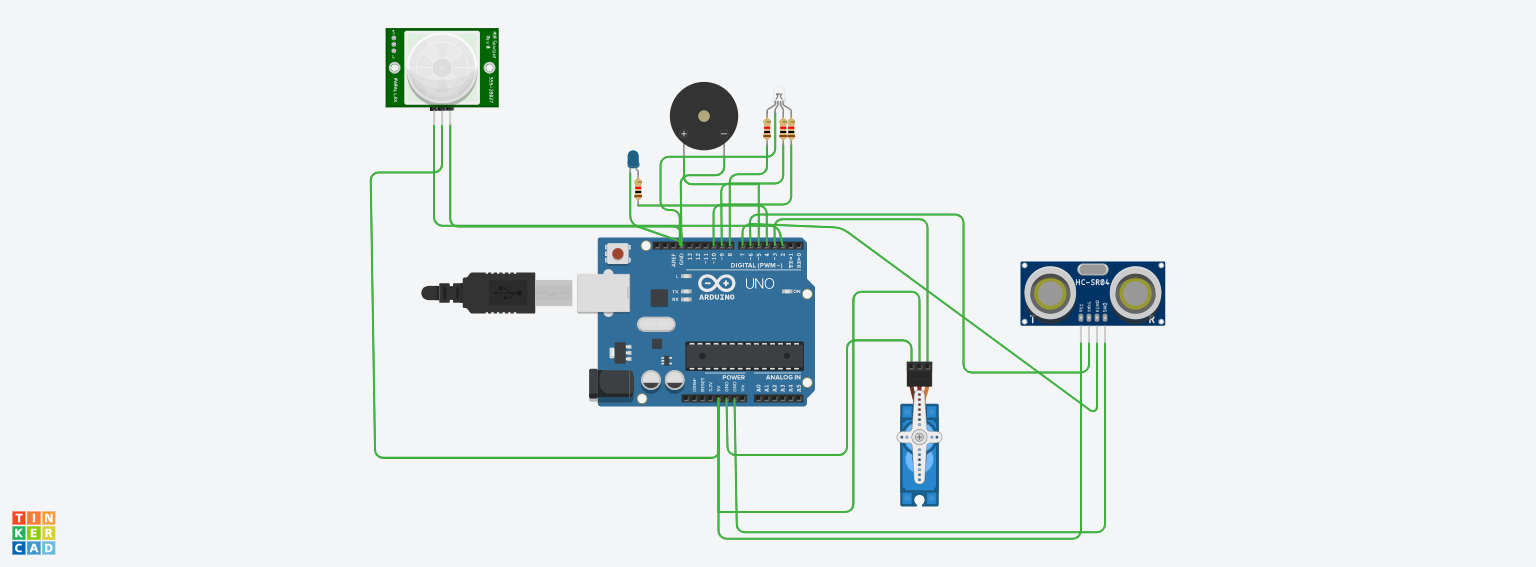 555-28027
PARALLAX
+
−
AREF
GND
13
12
~11
~10
~9
8
7
~6
~5
4
~3
2
TX→1
RX←0
DIGITAL (PWM~)
L
TX
RX
ARDUINO
UNO
ON
IOREF
RESET
3.3V
5V
GND
GND
Vin
POWER
ANALOG IN
A0
A1
A2
A3
A4
A5
HC-SR04
VCC
TRIG
ECHO
GND
T
R
TIN
KER
CAD